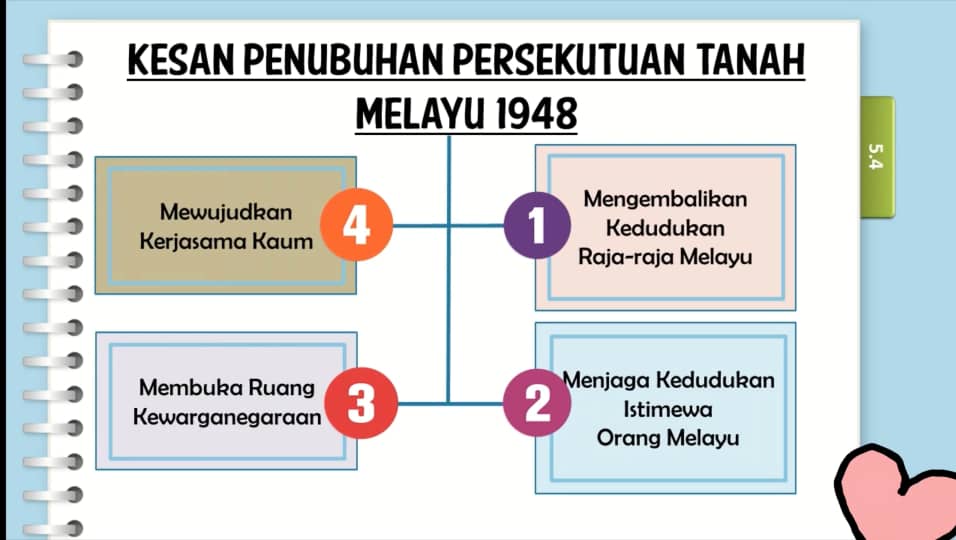 KESAN PENUBUHAN PERSEKUTUAN TANAH
MELAYU 1948
5.4
1
Mengembalikan
Kedudukan
Raja-raja Melayu
2
Menjaga Kedudukan
Istimewa
Orang Melayu
3
Membuka Ruang
Kewarganegaraan
4
Mewujudkan
Kerjasama Kaum